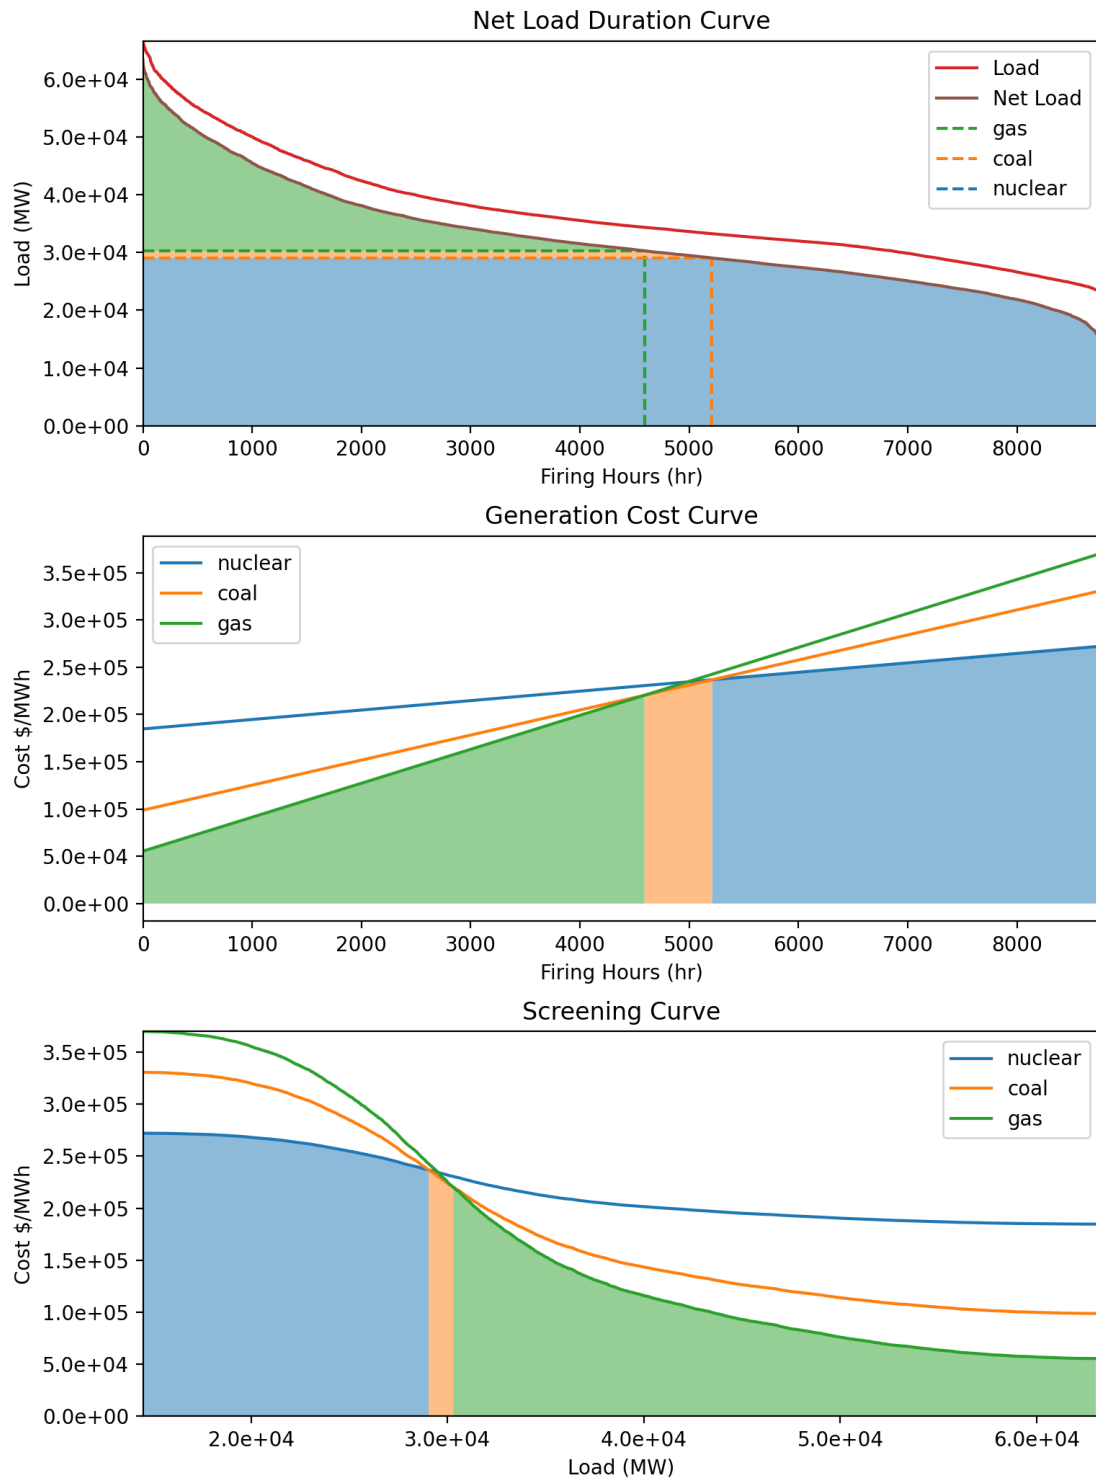 Net Load Duration Curve
Load (MW)
6.0e+04
5.0e+04
4.0e+04
3.0e+04
2.0e+04
1.0e+04
0.0e+00
Load
Net Load
gas
coal
nuclear
0 1000 2000 3000 4000 5000 6000 7000 8000
Firing Hours (hr)
Generation Cost Curve
Cost $/MWh
3.5e+05
3.0e+05
2.5e+05
2.0e+05
1.5e+05
1.0e+05
5.0e+04
0.0e+00
nuclear
coal
gas
0 1000 2000 3000 4000 5000 6000 7000 8000
Firing Hours (hr)
Screening Curve
Cost $/MWh
3.5e+05
3.0e+05
2.5e+05
2.0e+05
1.5e+05
1.0e+05
5.0e+04
0.0e+00
nuclear
coal
gas
2.0e+04 3.0e+04 4.0e+04 5.0e+04 6.0e+04
Load (MW)